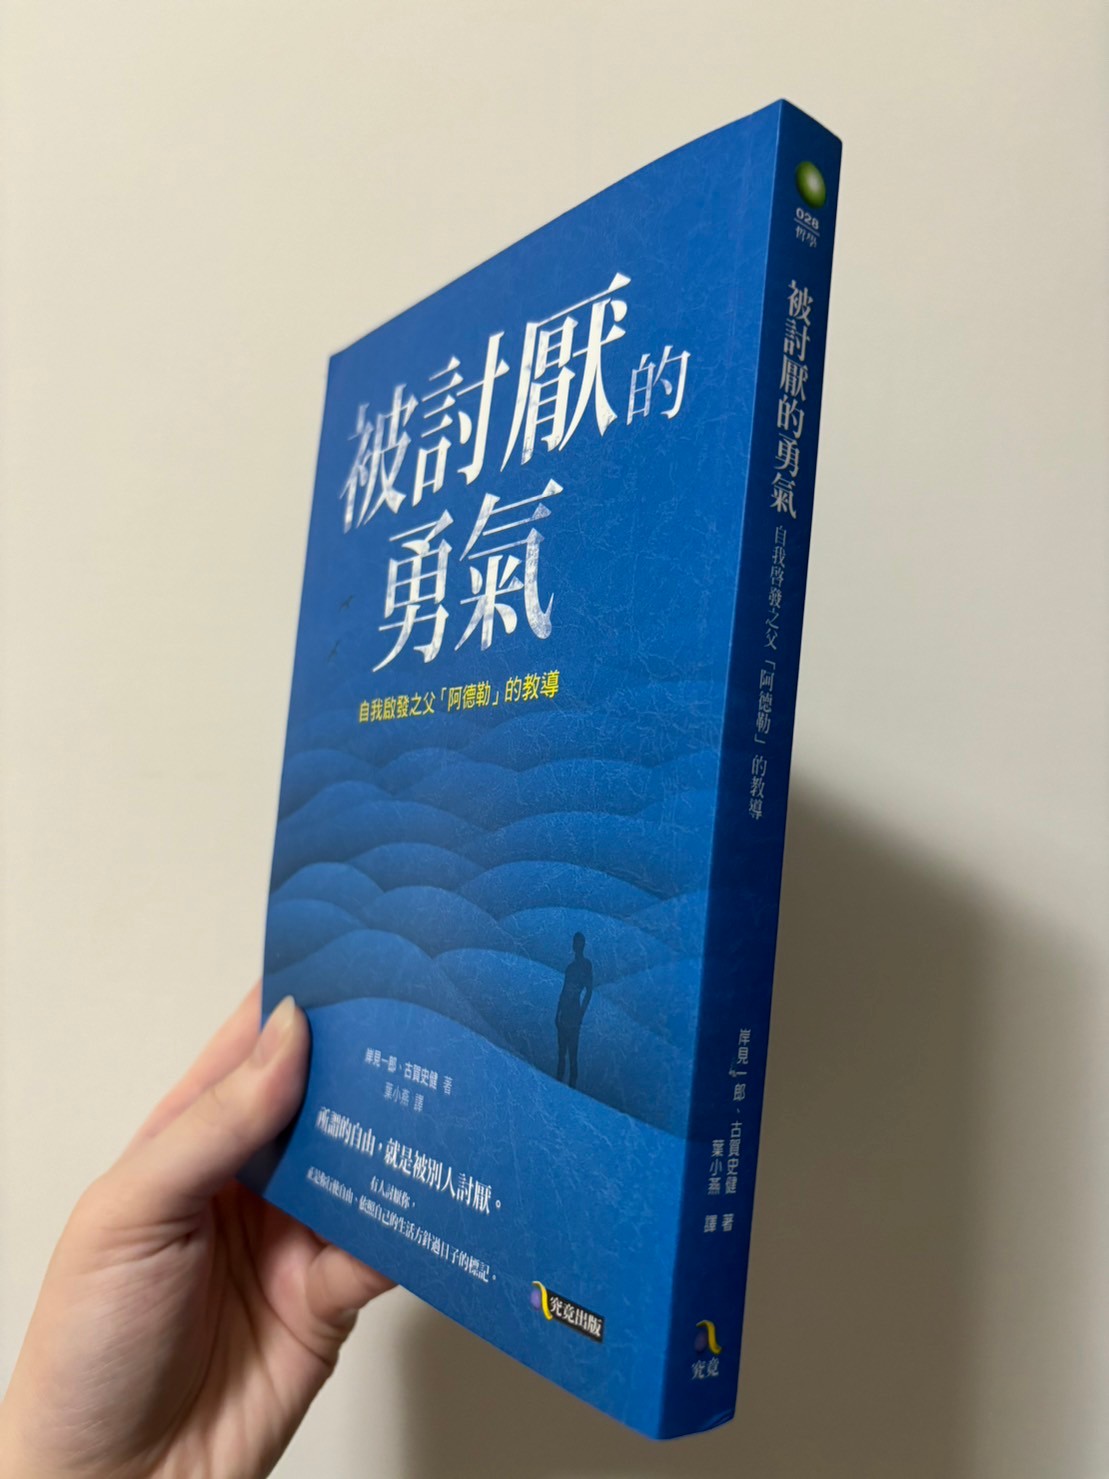 被討厭的
勇氣
自我啟發之父「阿德勒」的教導
岸見一郎、古賀史健 著
葉小燕 譯
所謂的自由，就是被別人討厭。
有人討厭你，
正是你行使自由、依照自己的生活方針過日子的標記。
究竟出版
028
哲學
被討厭的勇氣
自我啓發之父「阿德勒」的教導
岸見一郎、古賀史健 著
葉小燕 譯
究竟